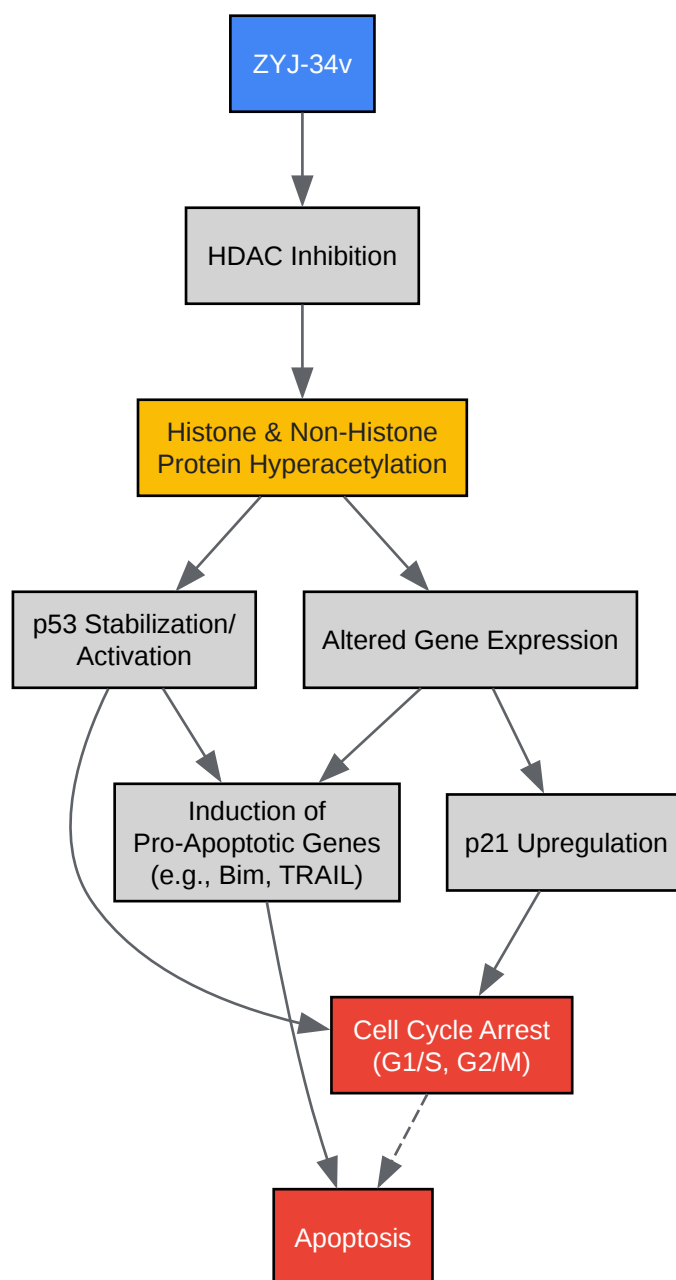 ZYJ-34v
HDAC Inhibition
Histone & Non-Histone
Protein Hyperacetylation
p53 Stabilization/
Activation
Altered Gene Expression
Induction of
Pro-Apoptotic Genes
(e.g., Bim, TRAIL)
p21 Upregulation
Cell Cycle Arrest
(G1/S, G2/M)
Apoptosis